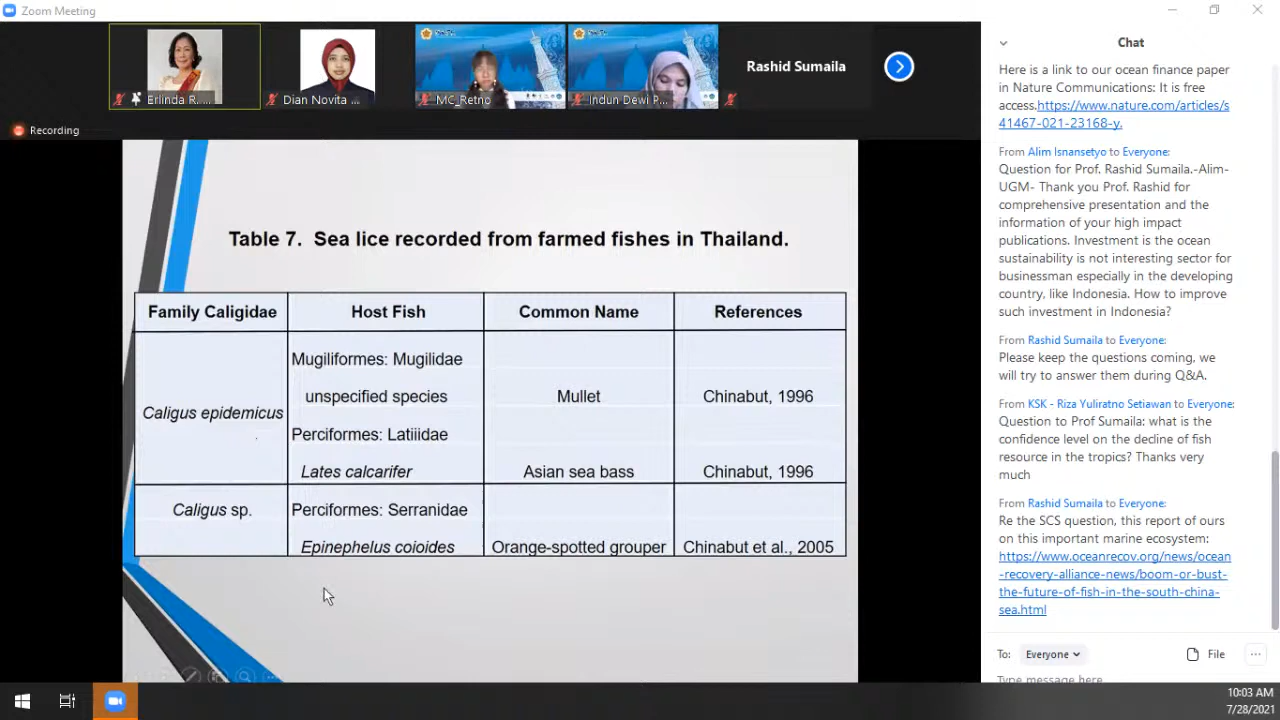 Zoom Meeting
Erlinda R. ...
Dian Novita ...
MC_Retno
Indun Dewi P...
Rashid Sumaila
Recording
Table 7. Sea lice recorded from farmed fishes in Thailand.
Family Caligidae Host Fish Common Name References
Mugiliformes: Mugilidae
unspecified species Mullet Chinabut, 1996
Caligus epidemicus
Perciformes: Latiiidae
Lates calcarifer Asian sea bass Chinabut, 1996
Caligus sp. Perciformes: Serranidae
Epinephelus coioides Orange-spotted grouper Chinabut et al., 2005
Chat
Here is a link to our ocean finance paper
in Nature Communications: It is free
access.https://www.nature.com/articles/s
41467-021-23168-y.
From Alim Isnansetyo to Everyone:
Question for Prof. Rashid Sumaila.-Alim-
UGM- Thank you Prof. Rashid for
comprehensive presentation and the
information of your high impact
publications. Investment is the ocean
sustainability is not interesting sector for
businessman especially in the developing
country, like Indonesia. How to improve
such investment in Indonesia?
From Rashid Sumaila to Everyone:
Please keep the questions coming, we
will try to answer them during Q&A.
From KSK - Riza Yuliratno Setiawan to Everyone:
Question to Prof Sumaila: what is the
confidence level on the decline of fish
resource in the tropics? Thanks very
much
From Rashid Sumaila to Everyone:
Re the SCS question, this report of ours
on this important marine ecosystem:
https://www.oceanrecov.org/news/ocean
-recovery-alliance-news/boom-or-bust-
the-future-of-fish-in-the-south-china-
sea.html
To: Everyone File ...
Type message here
10:03 AM
7/28/2021